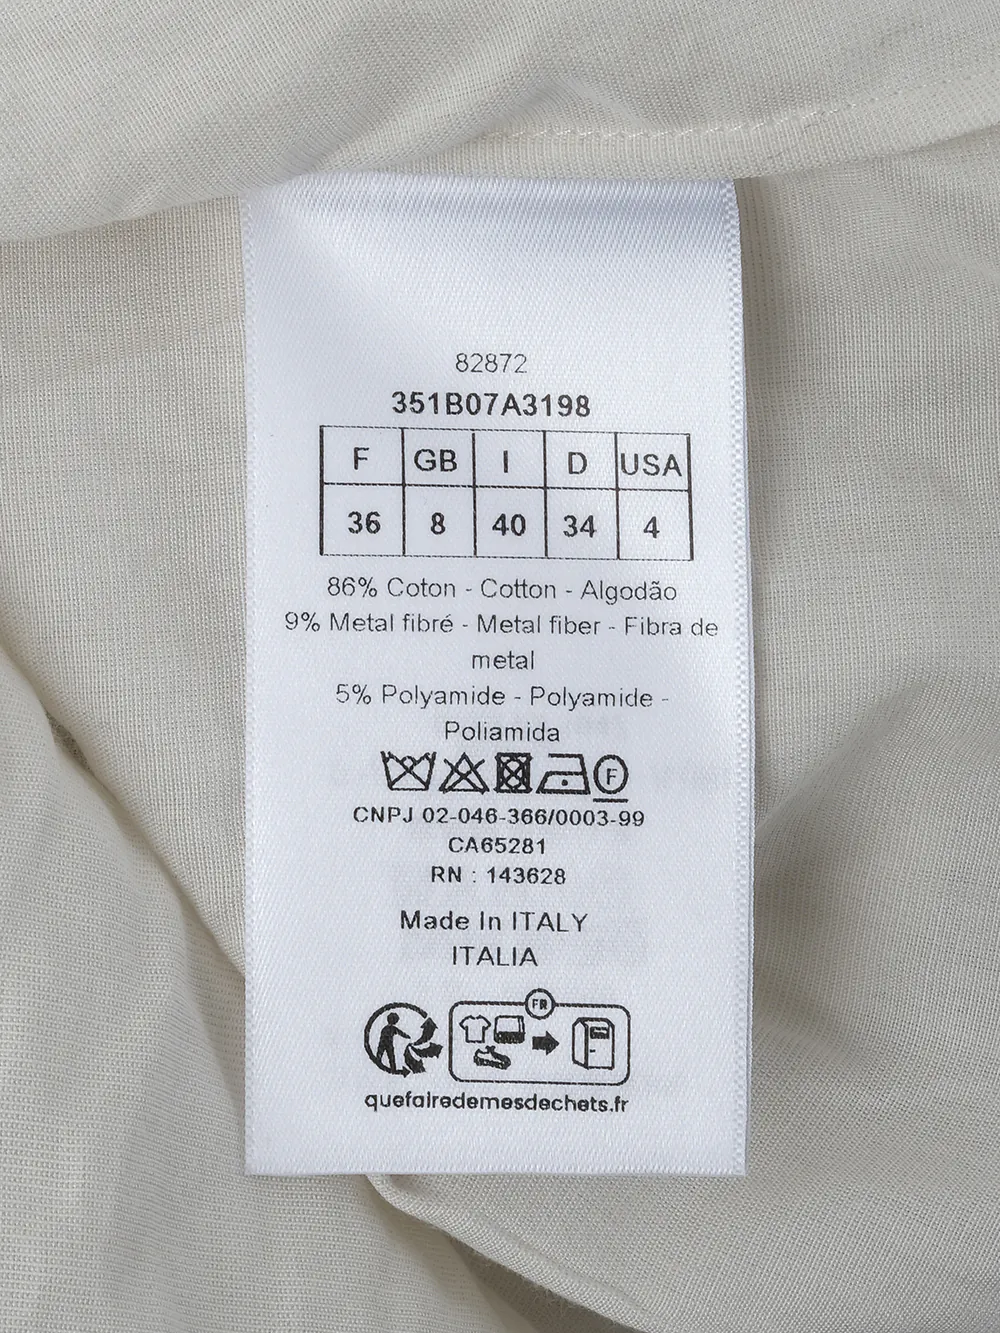 82872
351B07A3198
F GB I D USA
36 8 40 34 4
86% Coton - Cotton - Algodão
9% Metal fibré - Metal fiber - Fibra de
metal
5% Polyamide - Polyamide -
Poliamida
F
CNPJ 02-046-366/0003-99
CA65281
RN : 143628
Made In ITALY
ITALIA
FR
quefairedemesdechets.fr